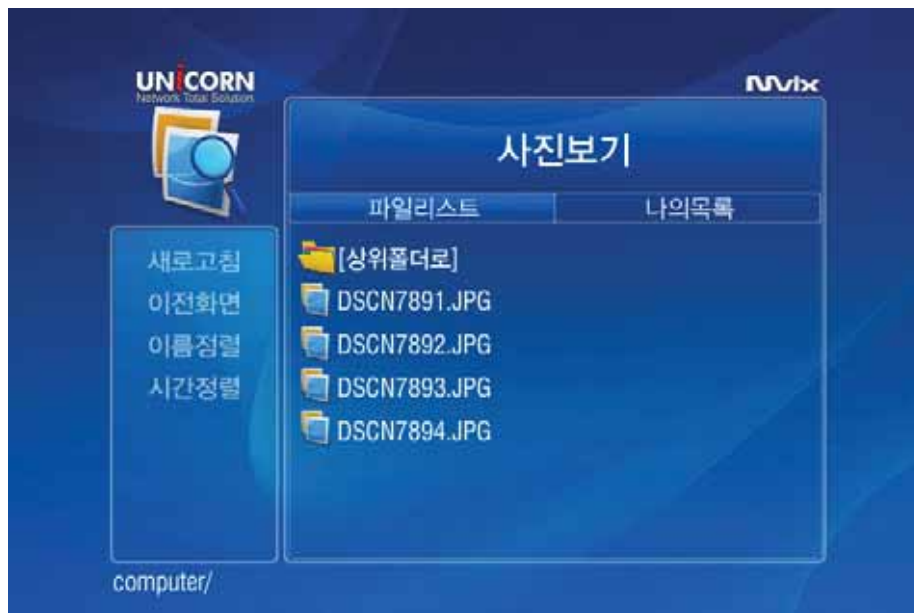 UNiCORN
Network Total Solution
Mvix
사진보기
파일리스트
나의목록
새로고침
이전화면
이름정렬
시간정렬
[상위폴더로]
DSCN7891.JPG
DSCN7892.JPG
DSCN7893.JPG
DSCN7894.JPG
computer/